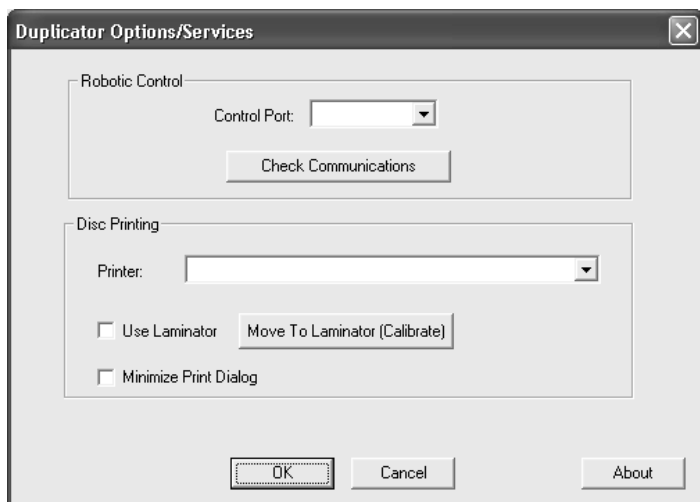 Duplicator Options/Services
Robotic Control
Control Port:
Check Communications
Disc Printing
Printer:
Use Laminator Move To Laminator (Calibrate)
Minimize Print Dialog
OK Cancel About